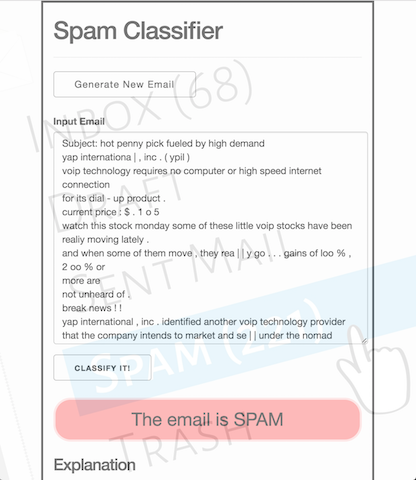 Spam Classifier
Generate New Email
INBOX (68)
Input Email
Subject: hot penny pick fueled by high demand
yap internationa | , inc . ( ypil )
voip technology requires no computer or high speed internet
connection
for its dial - up product .
DRAFT
current price : $ . 1 o 5
watch this stock monday some of these little voip stocks have been
realiy moving lately .
and when some of them move , they rea | | y go . . . gains of loo % ,
2 oo % or
more are
SENT MAIL
not unheard of .
break news ! !
yap international , inc . identified another voip technology provider
that the company intends to market and se | | under the nomad
CLASSIFY IT!
SPAM (222)
The email is SPAM
TRASH
Explanation